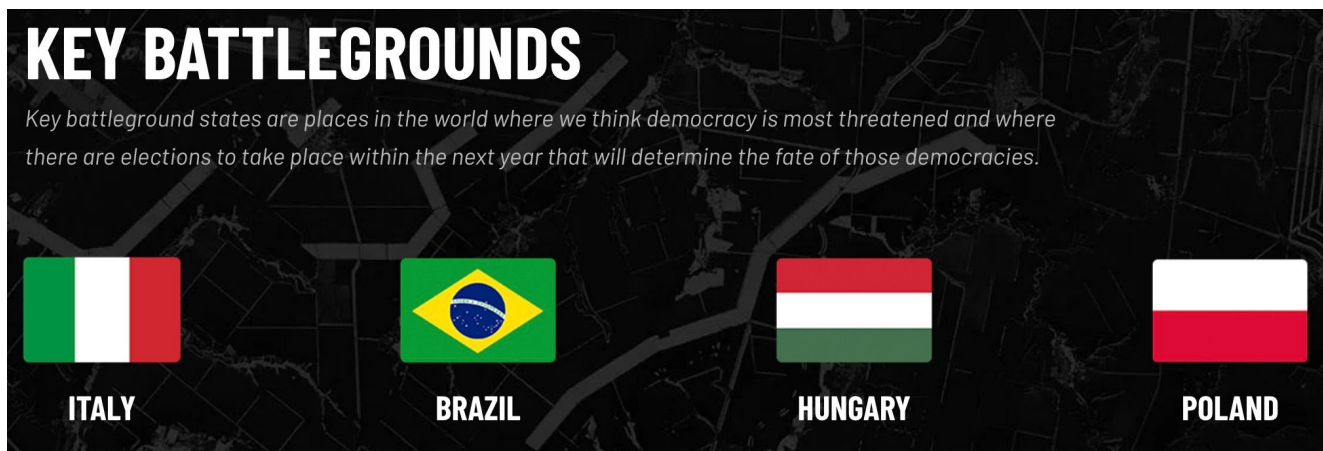 KEY BATTLEGROUNDS
Key battleground states are places in the world where we think democracy is most threatened and where
there are elections to take place within the next year that will determine the fate of those democracies.
ITALY
BRAZIL
HUNGARY
POLAND